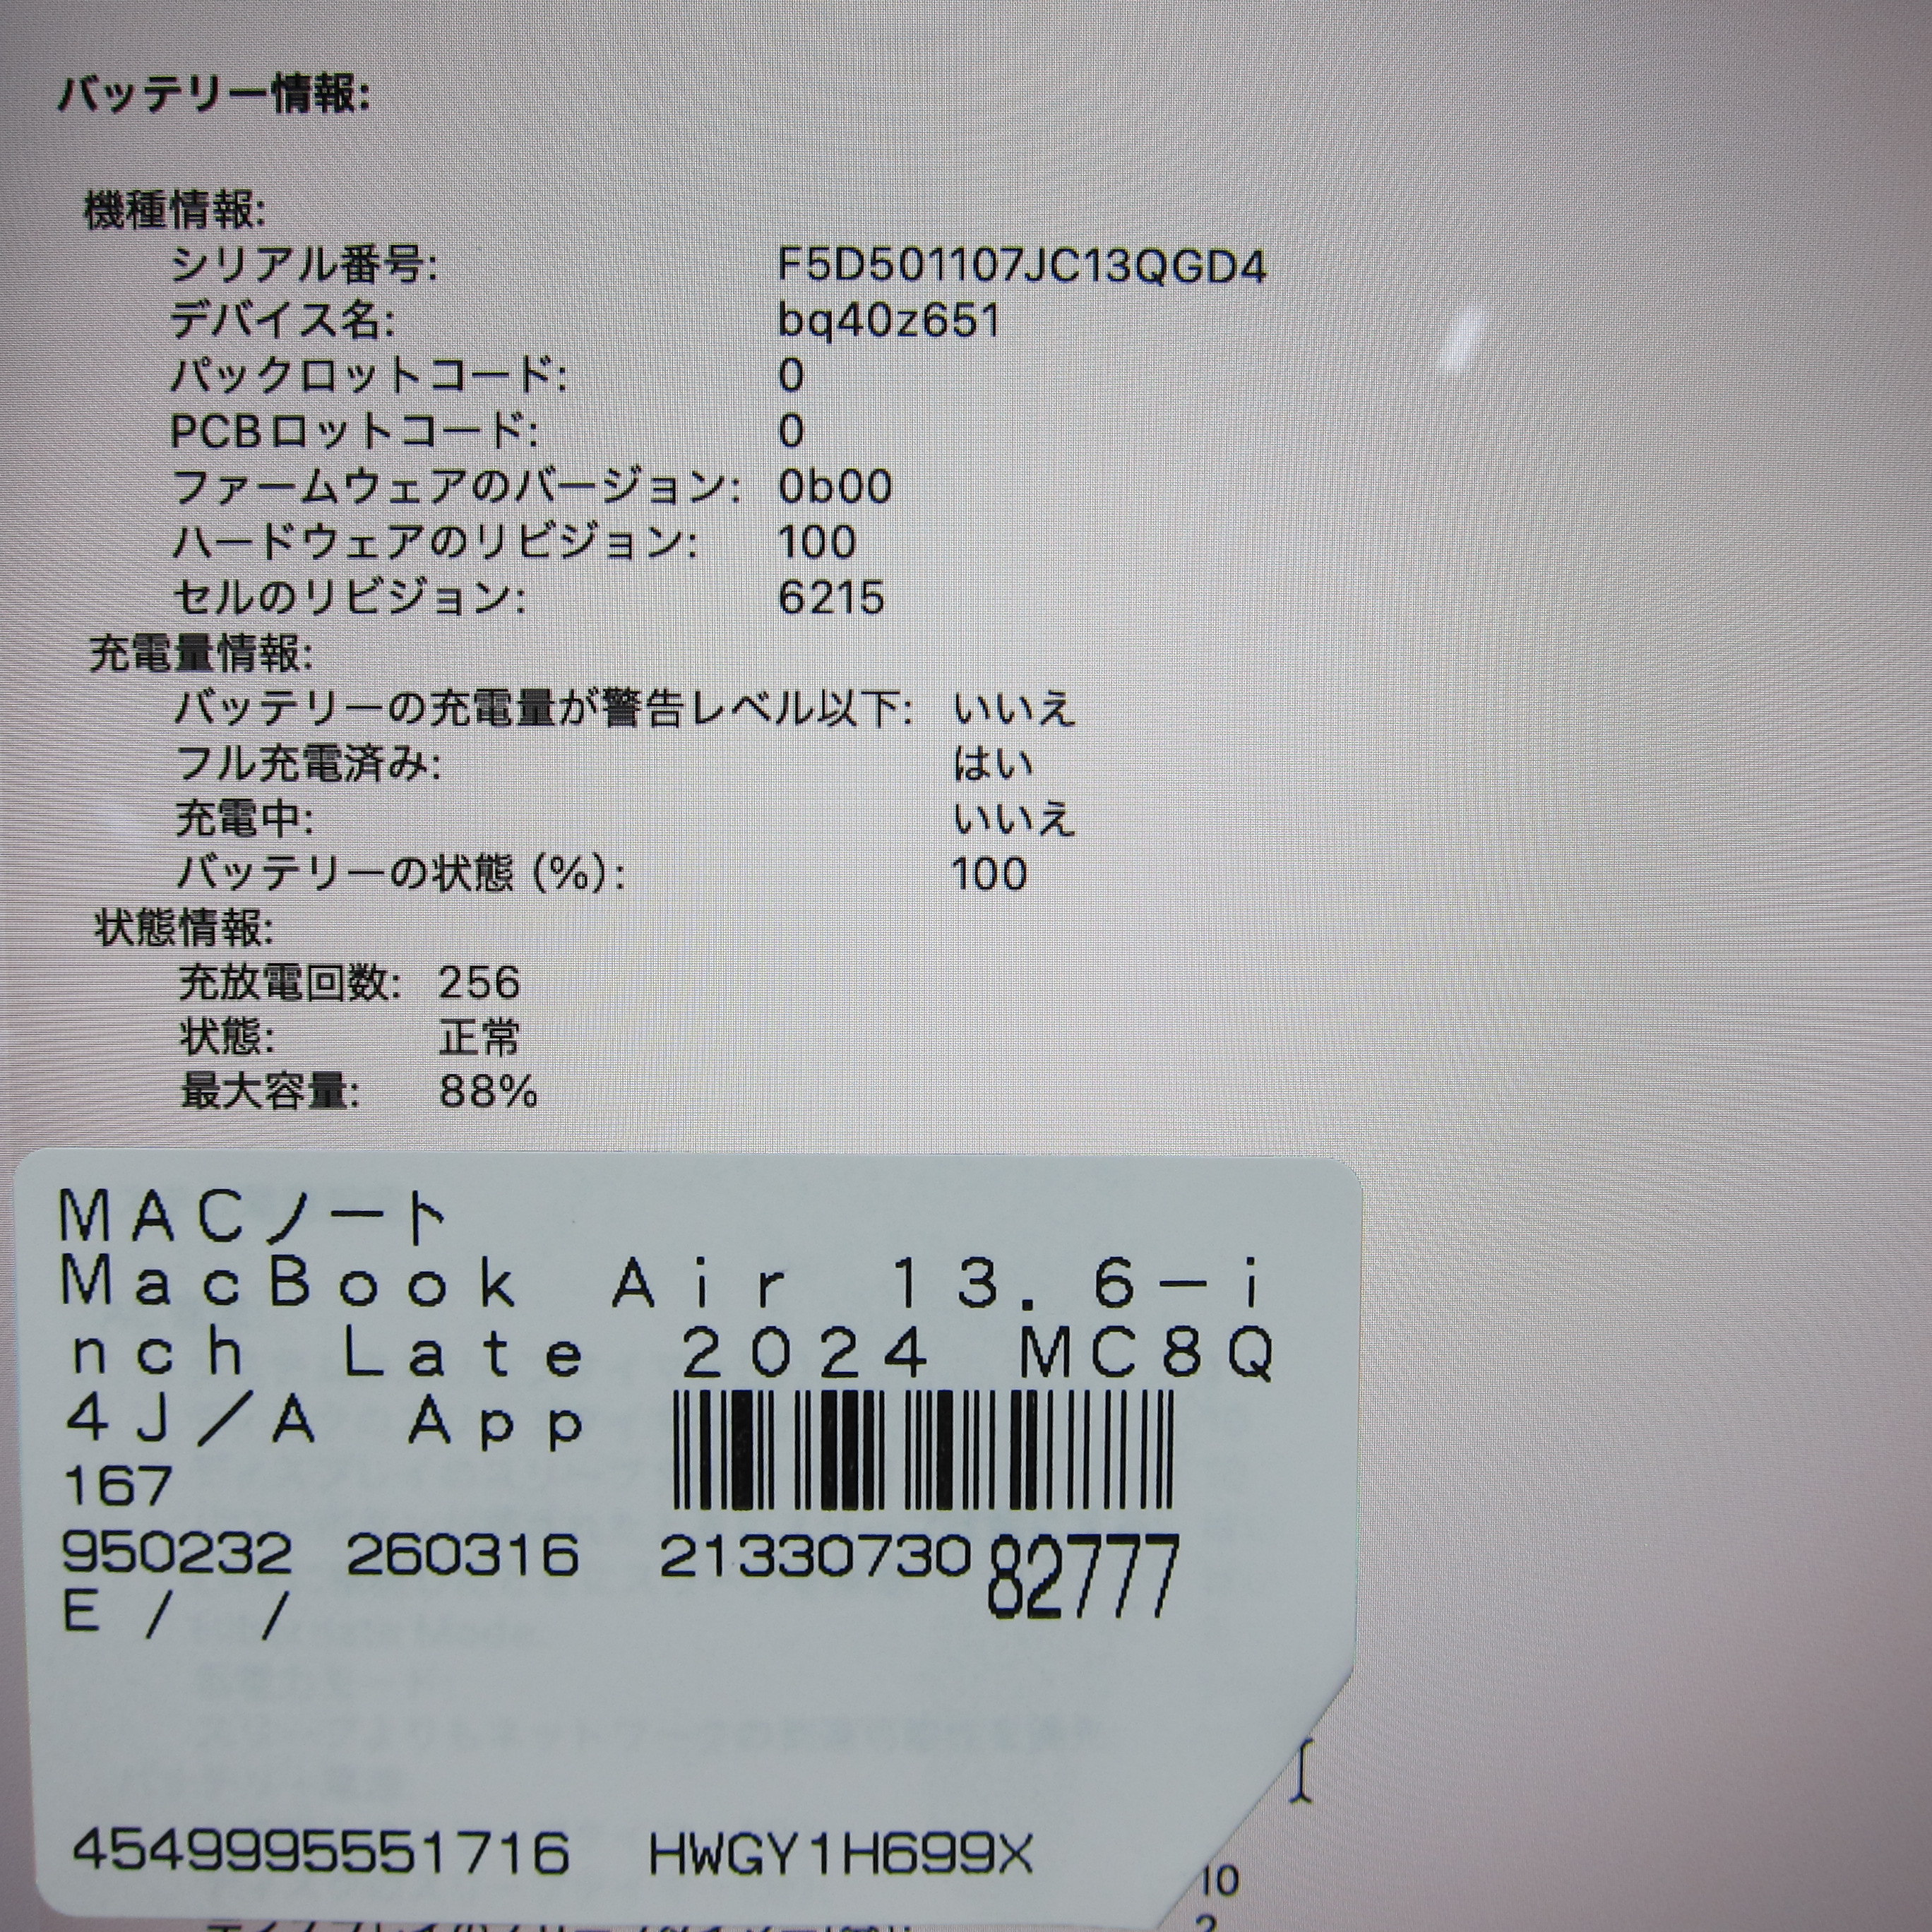 バッテリー情報:
機種情報:
シリアル番号: F5D501107JC13QGD4
デバイス名: bq40z651
パックロットコード: 0
PCBロットコード: 0
ファームウェアのバージョン: 0b00
ハードウェアのリビジョン: 100
セルのリビジョン: 6215
充電量情報:
バッテリーの充電量が警告レベル以下: いいえ
フル充電済み: はい
充電中: いいえ
バッテリーの状態 (%): 100
状態情報:
充放電回数: 256
状態: 正常
最大容量: 88%
MACノート
MacBook Air 13.6-i
nch Late 2024 MC8Q
4J/A App
167
950232 260316 2133073082777
E / /
4549995551716 HWGY1H699X
10
2